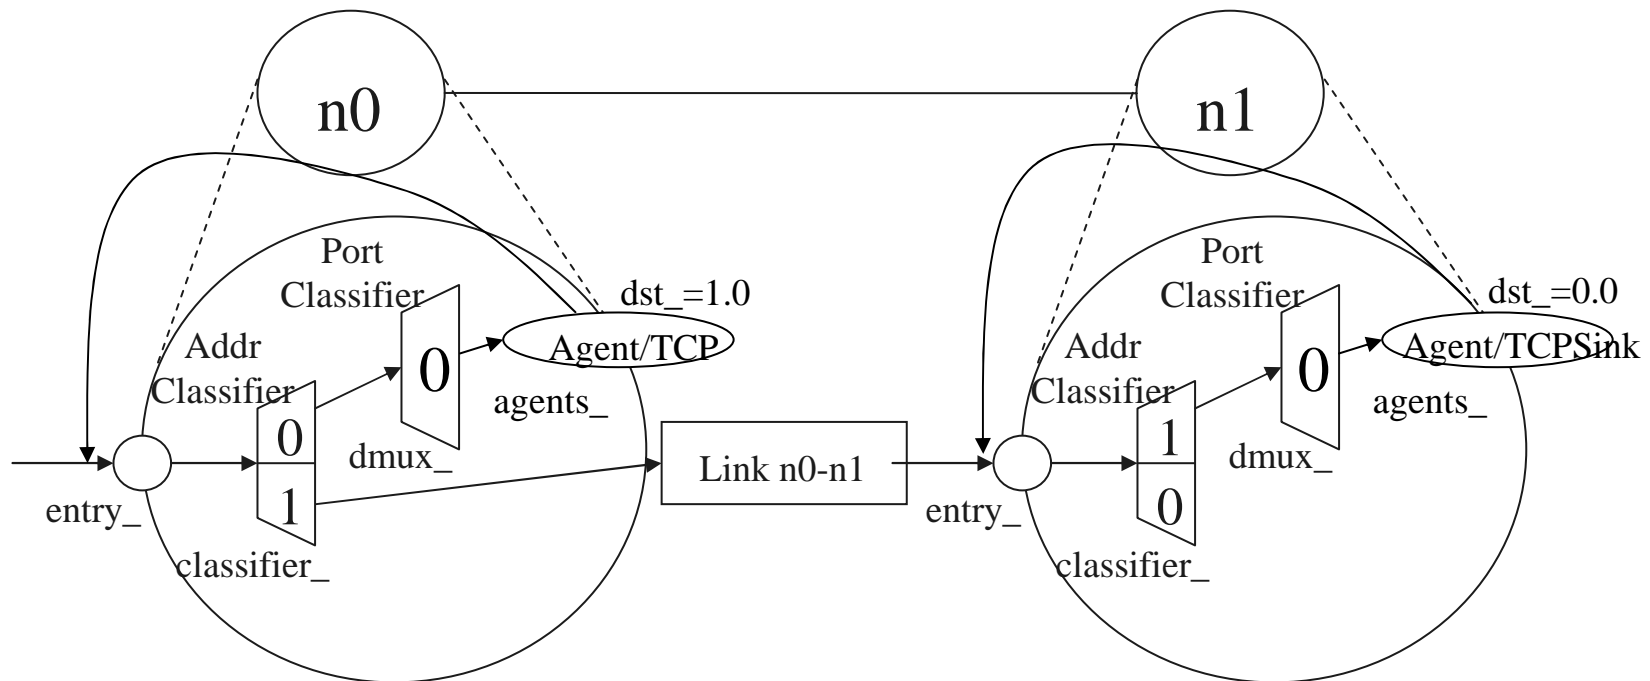 n0
n1
Port
Classifier
dst_=1.0
Addr
Classifier
0
Agent/TCP
agents_
0
1
dmux_
entry_
classifier_
Link n0-n1
Port
Classifier
dst_=0.0
Addr
Classifier
0
Agent/TCPSink
agents_
1
0
dmux_
entry_
classifier_